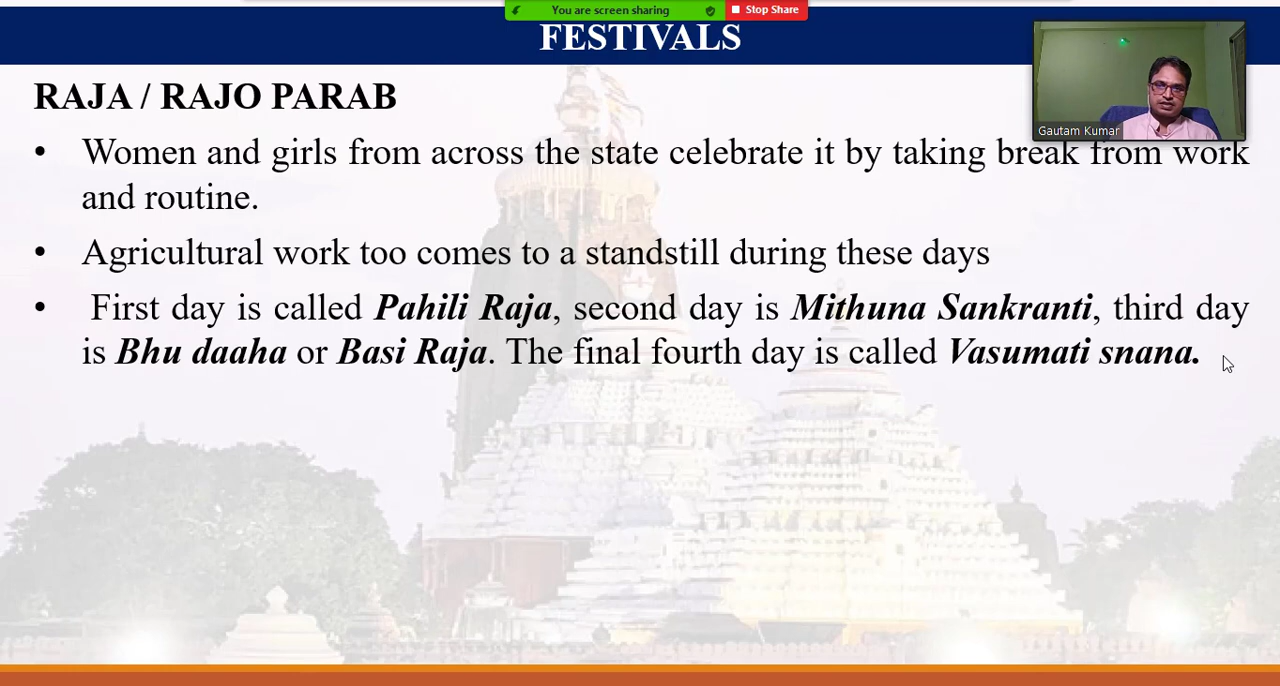 You are screen sharing
Stop Share
FESTIVALS
Gautam Kumar
RAJA / RAJO PARAB
• Women and girls from across the state celebrate it by taking break from work
and routine.
• Agricultural work too comes to a standstill during these days
• First day is called Pahili Raja, second day is Mithuna Sankranti, third day
is Bhu daaha or Basi Raja. The final fourth day is called Vasumati snana.